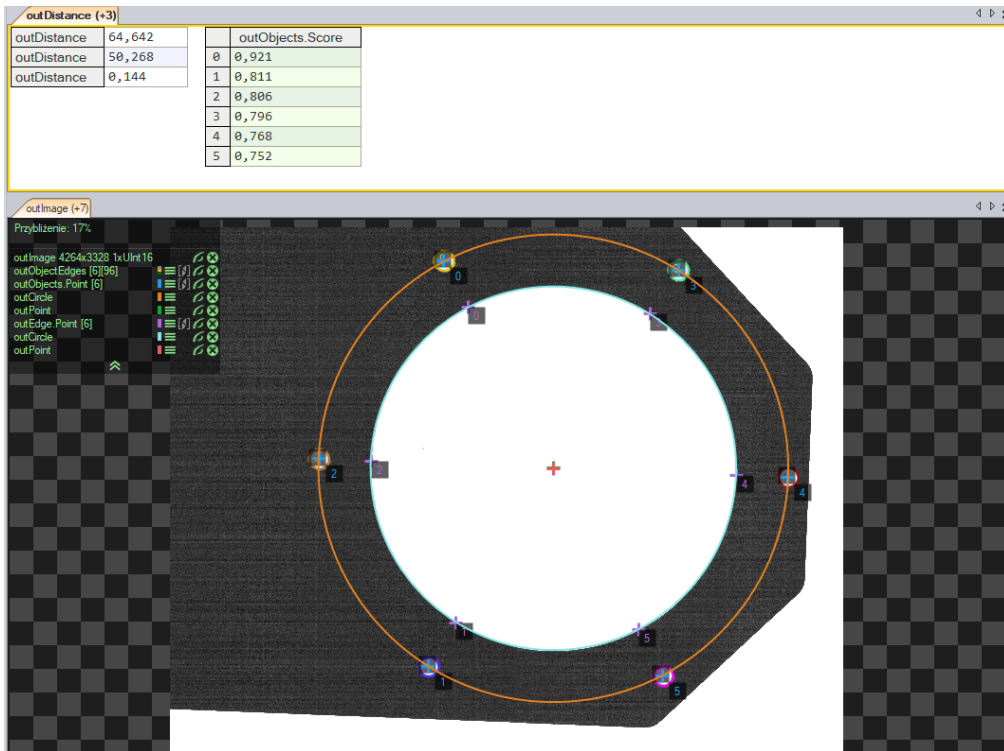 outDistance (+3)
outDistance 64,642
outDistance 50,268
outDistance 0,144
outObjects.Score
0 0,921
1 0,811
2 0,806
3 0,796
4 0,768
5 0,752
outImage (+7)
Przybliżenie: 17%
outImage 4264x3328 1xUInt16
outObjectEdges [6][96]
outObjects.Point [6]
outCircle
outPoint
outEdge.Point [6]
outCircle
outPoint
0
3
0
2
2
4
4
1
5
1
5